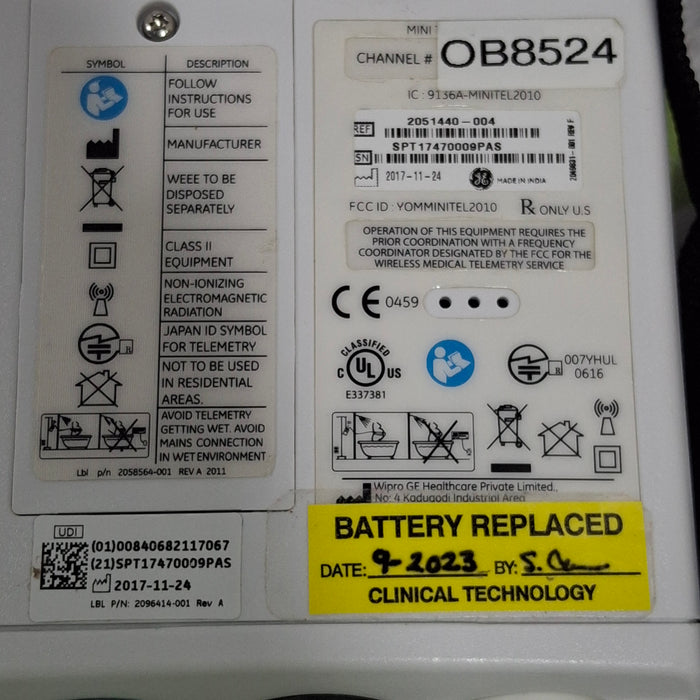 SYMBOL DESCRIPTION
FOLLOW
INSTRUCTIONS
FOR USE
MANUFACTURER
WEEE TO BE
DISPOSED
SEPARATELY
CLASS II
EQUIPMENT
NON-IONIZING
ELECTROMAGNETIC
RADIATION
JAPAN ID SYMBOL
FOR TELEMETRY
R
NOT TO BE USED
IN RESIDENTIAL
AREAS.
AVOID TELEMETRY
GETTING WET. AVOID
MAINS CONNECTION
IN WET ENVIRONMENT
Lbl p/n 2058564-001 REV A 2011
UDI
(01)00840682117067
(21)SPT17470009PAS
2017-11-24
LBL P/N: 2096414-001 Rev A
MINI
CHANNEL # OB8524
IC : 9136A-MINITEL2010
REF 2051440-004
SN SPT17470009PAS
2017-11-24 GE MADE IN INDIA
FCC ID : YOMMINITEL2010 Rx ONLY U.S
OPERATION OF THIS EQUIPMENT REQUIRES THE
PRIOR COORDINATION WITH A FREQUENCY
COORDINATOR DESIGNATED BY THE FCC FOR THE
WIRELESS MEDICAL TELEMETRY SERVICE
CE 0459
CLASSIFIED
C UL US
E337381
R 007YHUL
0616
Wipro GE Healthcare Private Limited.,
No: 4 Kadugodi Industrial Area
BATTERY REPLACED
DATE: 9-2023 BY: S.
CLINICAL TECHNOLOGY